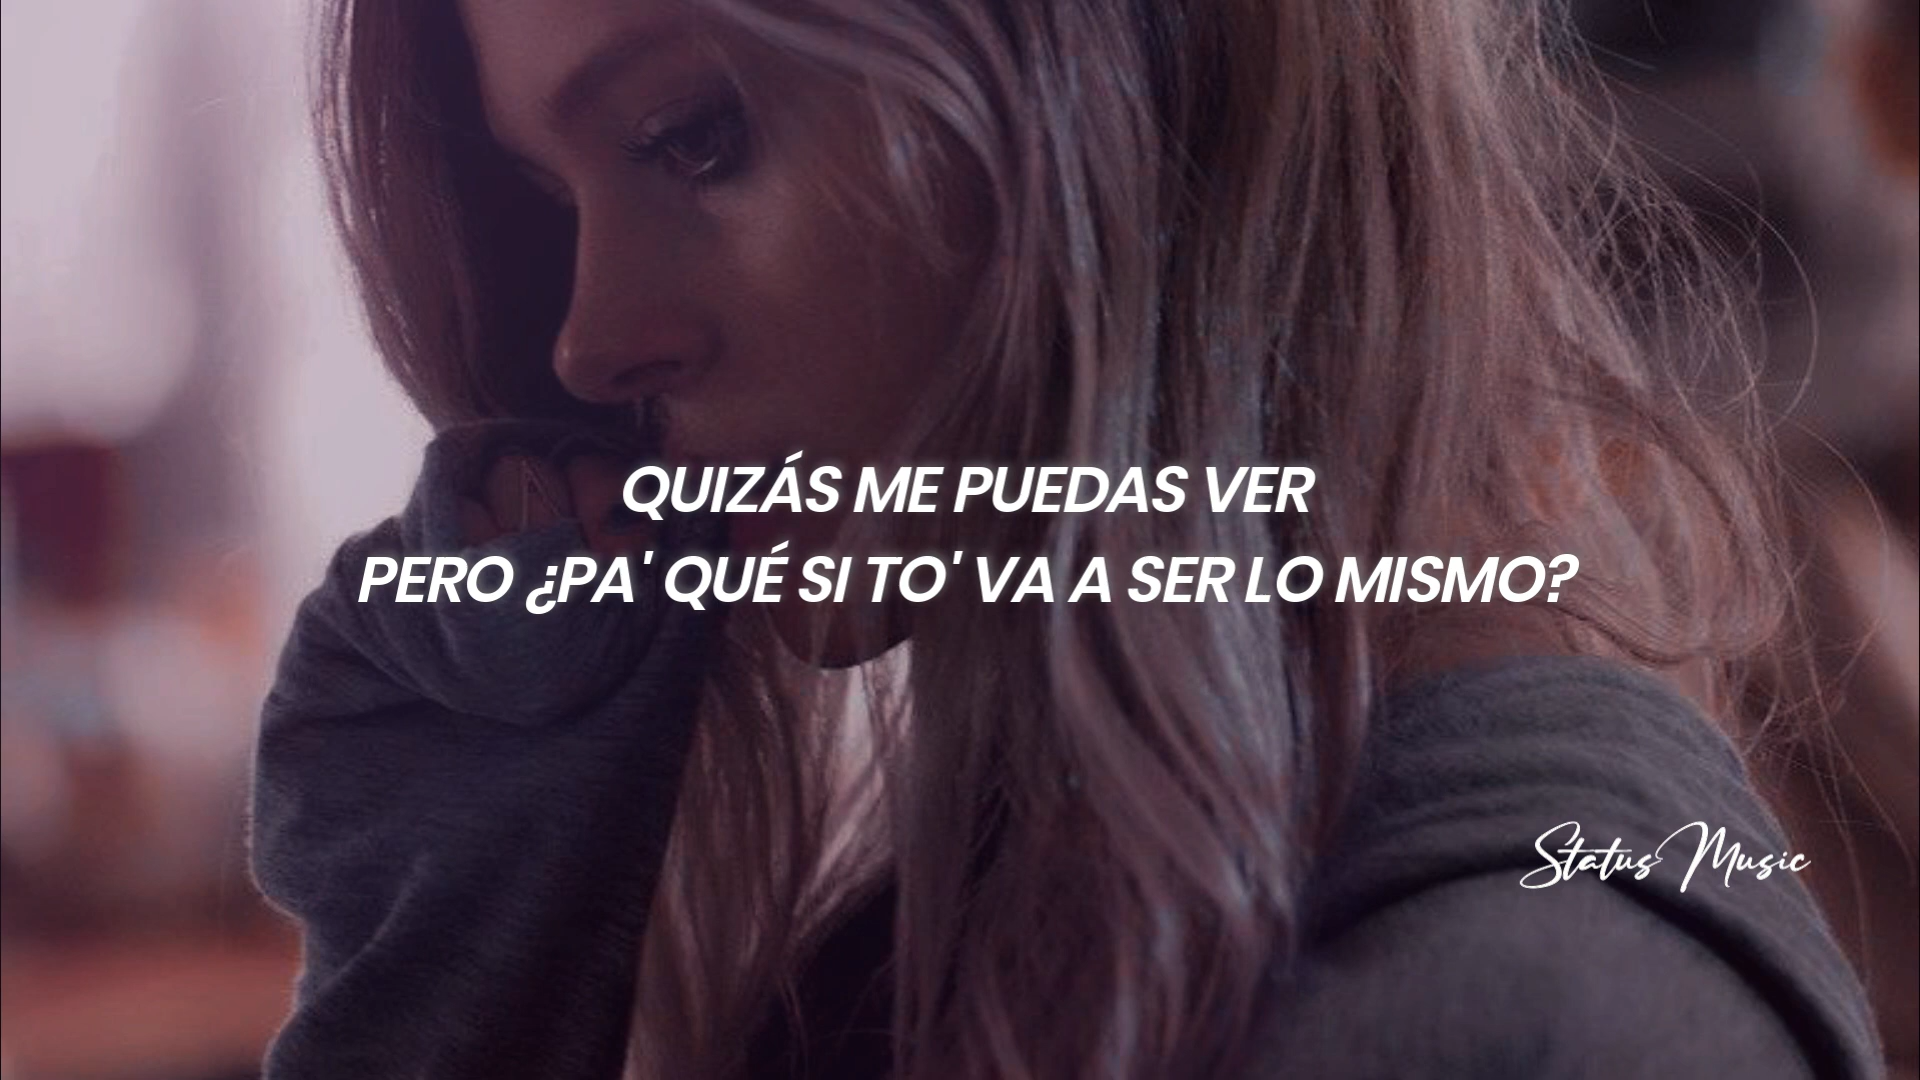 QUIZÁS ME PUEDAS VER
PERO ¿PA' QUÉ SI TO' VA A SER LO MISMO?
Status Music